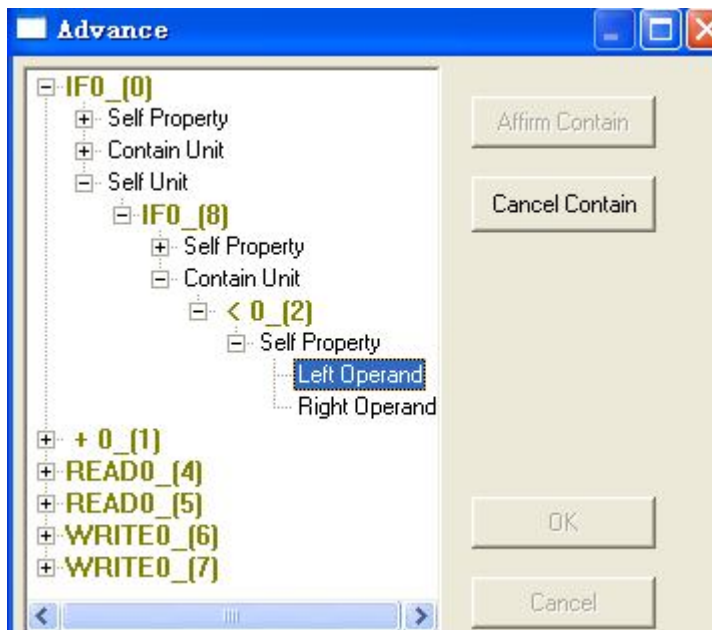 Advance
IF0_(0)
Self Property
Contain Unit
Self Unit
IF0_(8)
Self Property
Contain Unit
< 0_(2)
Self Property
Left Operand
Right Operand
+ 0_(1)
READ0_(4)
READ0_(5)
WRITE0_(6)
WRITE0_(7)
Affirm Contain
Cancel Contain
OK
Cancel